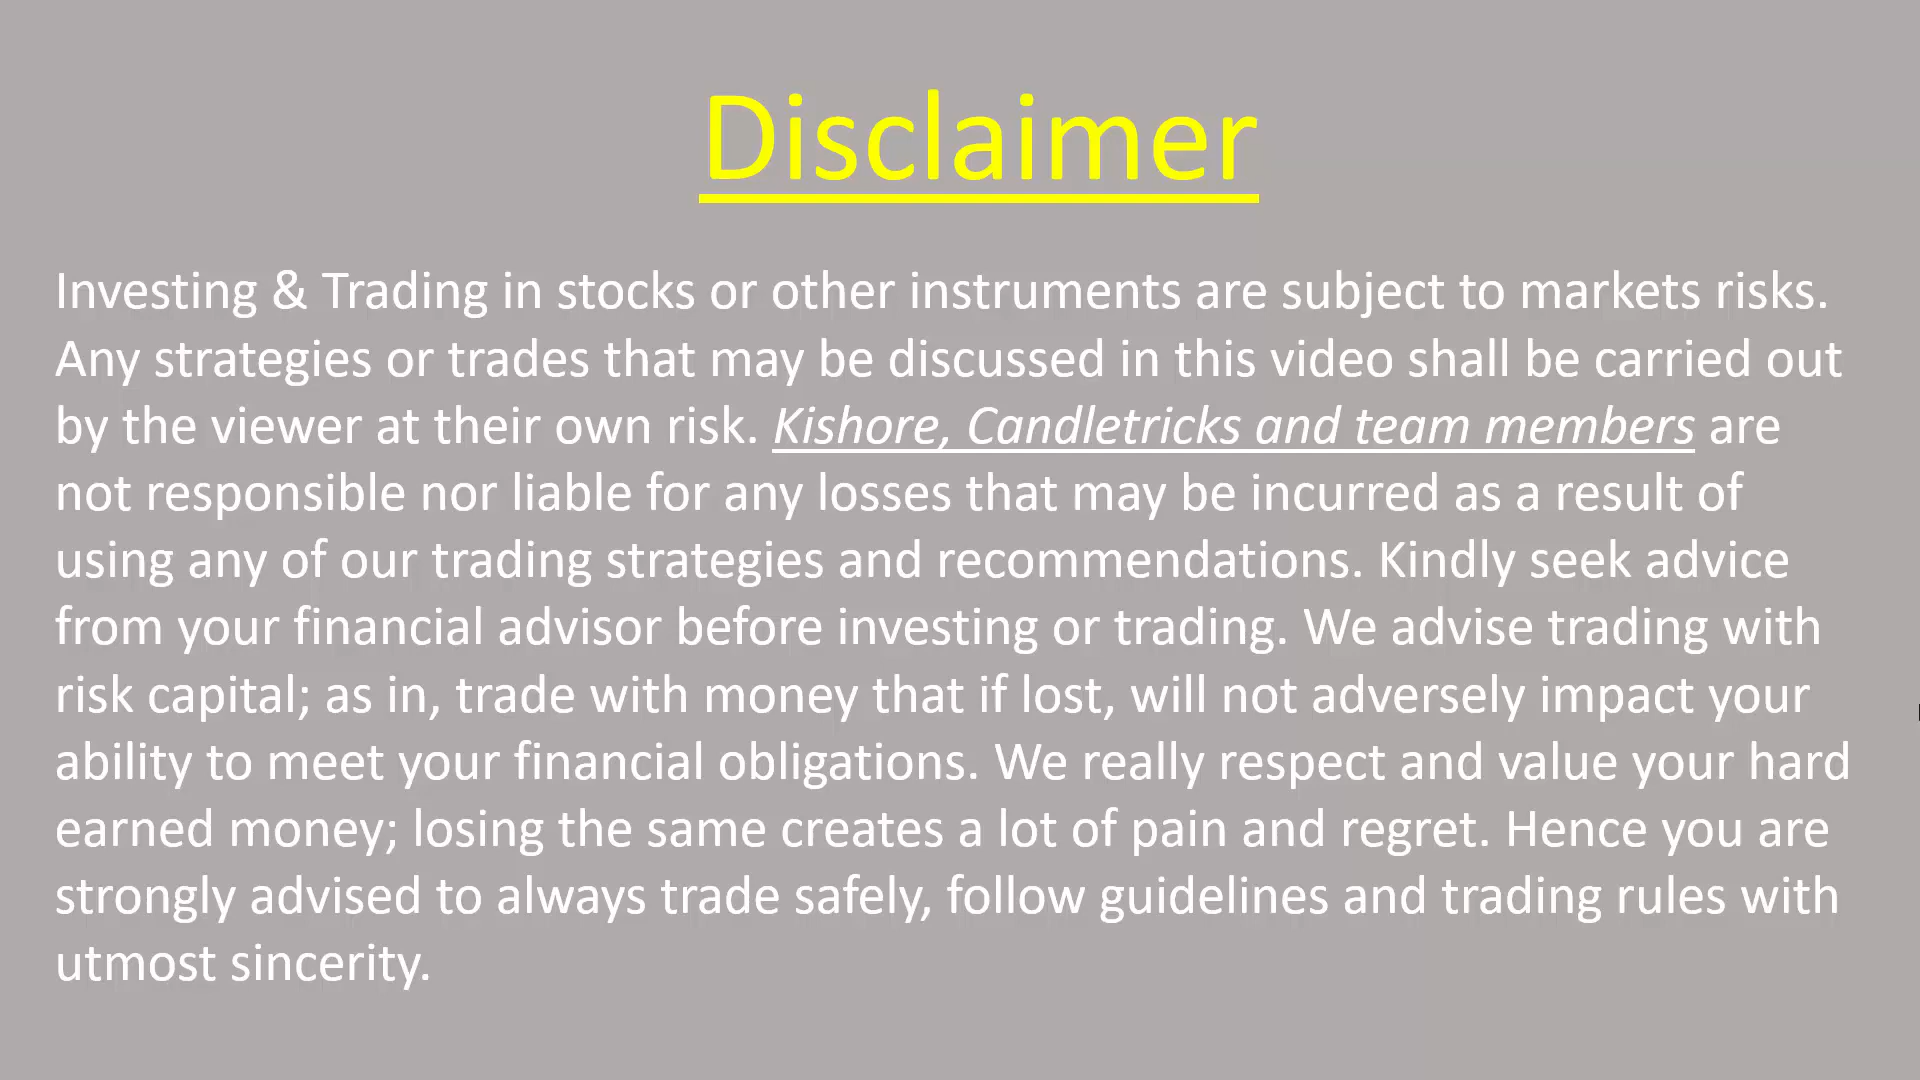 Disclaimer
Investing & Trading in stocks or other instruments are subject to markets risks.
Any strategies or trades that may be discussed in this video shall be carried out
by the viewer at their own risk. Kishore, Candletricks and team members are
not responsible nor liable for any losses that may be incurred as a result of
using any of our trading strategies and recommendations. Kindly seek advice
from your financial advisor before investing or trading. We advise trading with
risk capital; as in, trade with money that if lost, will not adversely impact your
ability to meet your financial obligations. We really respect and value your hard
earned money; losing the same creates a lot of pain and regret. Hence you are
strongly advised to always trade safely, follow guidelines and trading rules with
utmost sincerity.